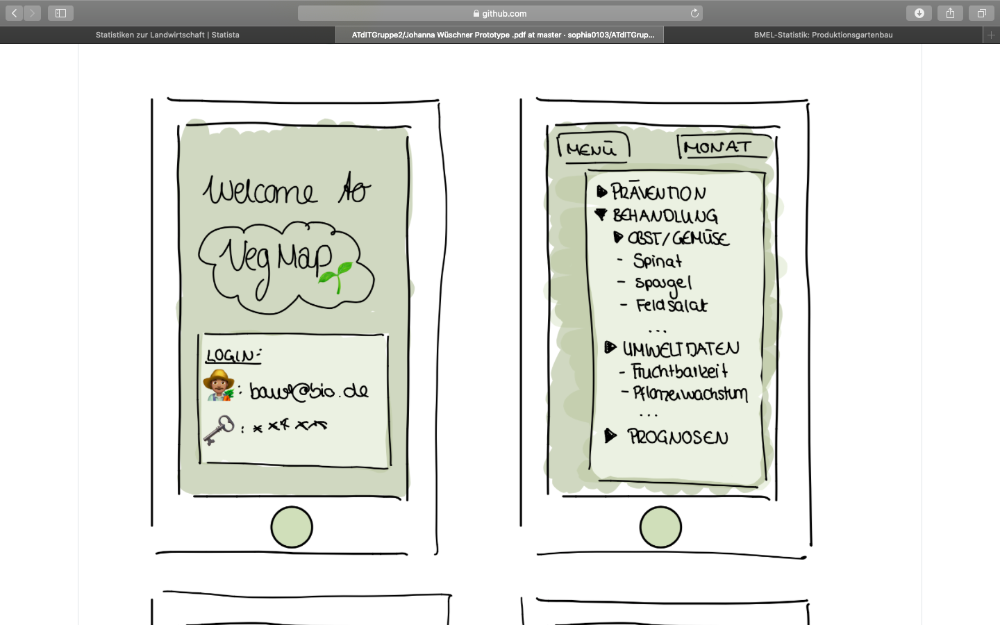 github.com
Statistiken zur Landwirtschaft | Statista
ATdITGruppe2/Johanna Wüschner Prototype .pdf at master · sophia0103/ATdITGrup...
BMEL-Statistik: Produktionsgartenbau
Welcome to
Veg Map
LOGIN:
: bauer@bio.de
: *****
MENÜ
MONAT
PRÄVENTION
BEHANDLUNG
OBST/GEMÜSE
- Spinat
- Spargel
- Feldsalat
...
UMWELTDATEN
- Fruchtbarkeit
- Pflanzenwachstum
...
PROGNOSEN